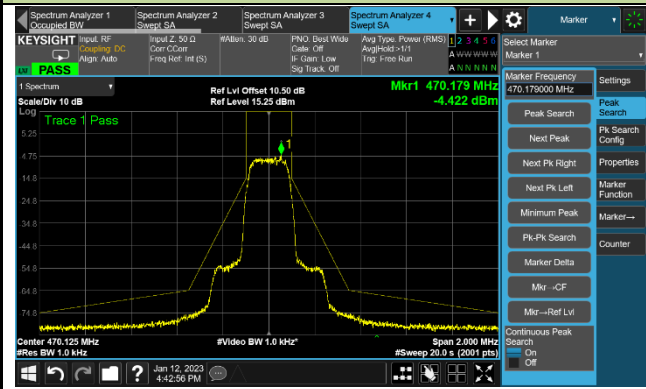 Spectrum Analyzer 1
Occupied BW
Spectrum Analyzer 2
Swept SA
Spectrum Analyzer 3
Swept SA
Spectrum Analyzer 4
Swept SA
Marker
KEYSIGHT
Input: RF
Coupling: DC
Align: Auto
Input Z: 50 Ω
Corr CCorr
Freq Ref: Int (S)
#Atten: 30 dB
PNO: Best Wide
Gate: Off
IF Gain: Low
Sig Track: Off
Avg Type: Power (RMS)
Avg|Hold:>1/1
Trig: Free Run
1 2 3 4 5 6
A W W W W W
A N N N N N
LVI PASS
Select Marker
Marker 1
1 Spectrum
Scale/Div 10 dB
Ref Lvl Offset 10.50 dB
Ref Level 15.25 dBm
Mkr1 470.179 MHz
-4.422 dBm
Log
Trace 1 Pass
1
5.25
-4.75
-14.8
-24.8
-34.8
-44.8
-54.8
-64.8
-74.8
Center 470.125 MHz
#Res BW 1.0 kHz
#Video BW 1.0 kHz*
Span 2.000 MHz
#Sweep 20.0 s (2001 pts)
Marker Frequency
470.179000 MHz
Peak Search
Next Peak
Next Pk Right
Next Pk Left
Minimum Peak
Pk-Pk Search
Marker Delta
Mkr→CF
Mkr→Ref Lvl
Continuous Peak
Search
On
Off
Settings
Peak
Search
Pk Search
Config
Properties
Marker
Function
Marker→
Counter
?
Jan 12, 2023
4:42:56 PM